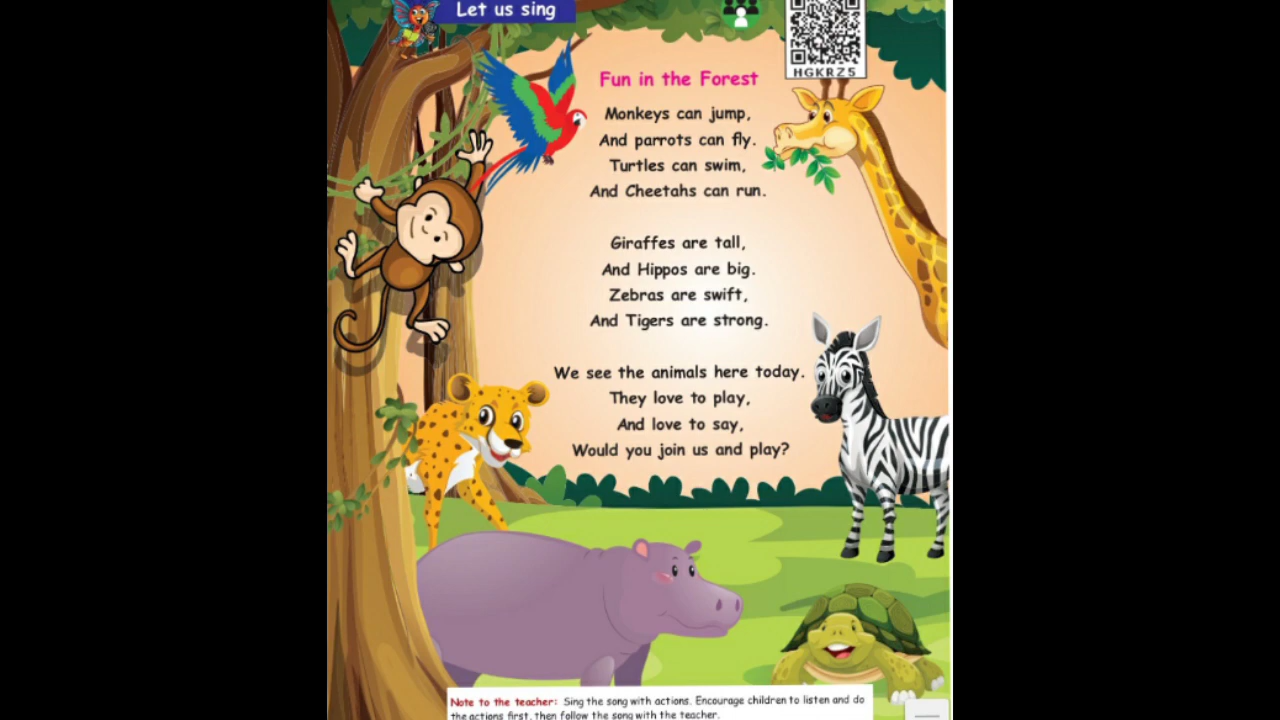 Let us sing
HGKRZ5
Fun in the Forest
Monkeys can jump,
And parrots can fly.
Turtles can swim,
And Cheetahs can run.
Giraffes are tall,
And Hippos are big.
Zebras are swift,
And Tigers are strong.
We see the animals here today.
They love to play,
And love to say,
Would you join us and play?
Note to the teacher: Sing the song with actions. Encourage children to listen and do
the actions first, then follow the song with the teacher.